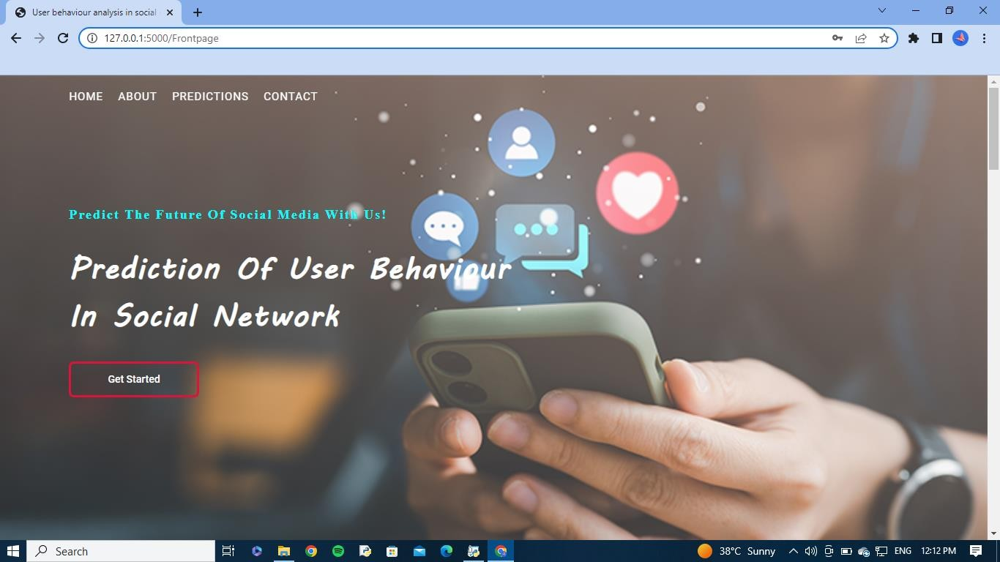 User behaviour analysis in social
127.0.0.1:5000/Frontpage
HOME ABOUT PREDICTIONS CONTACT
Predict The Future Of Social Media With Us!
Prediction Of User Behaviour
In Social Network
Get Started
Search
38°C Sunny
ENG
12:12 PM